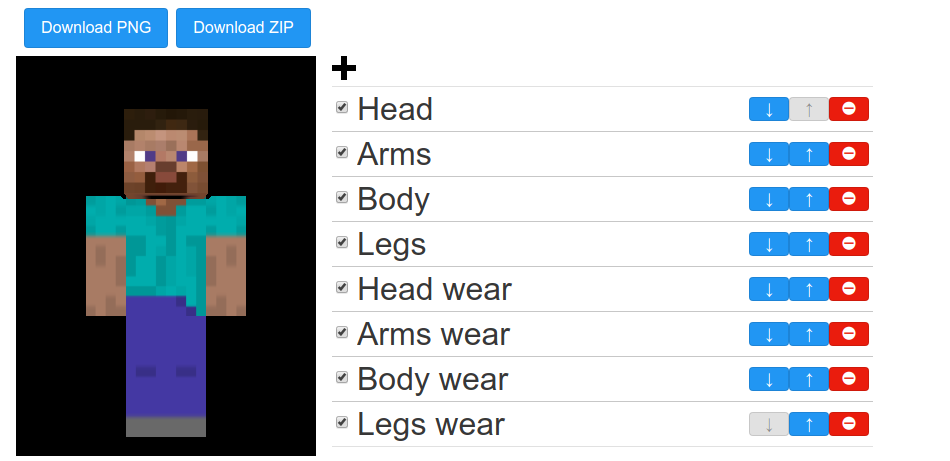 Download PNG Download ZIP
Head
Arms
Body
Legs
Head wear
Arms wear
Body wear
Legs wear